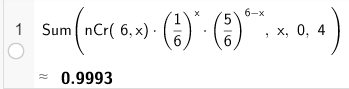 1 Sum(nCr( 6, x) · (1/6)^x · (5/6)^(6−x), x, 0, 4)
≈ 0.9993